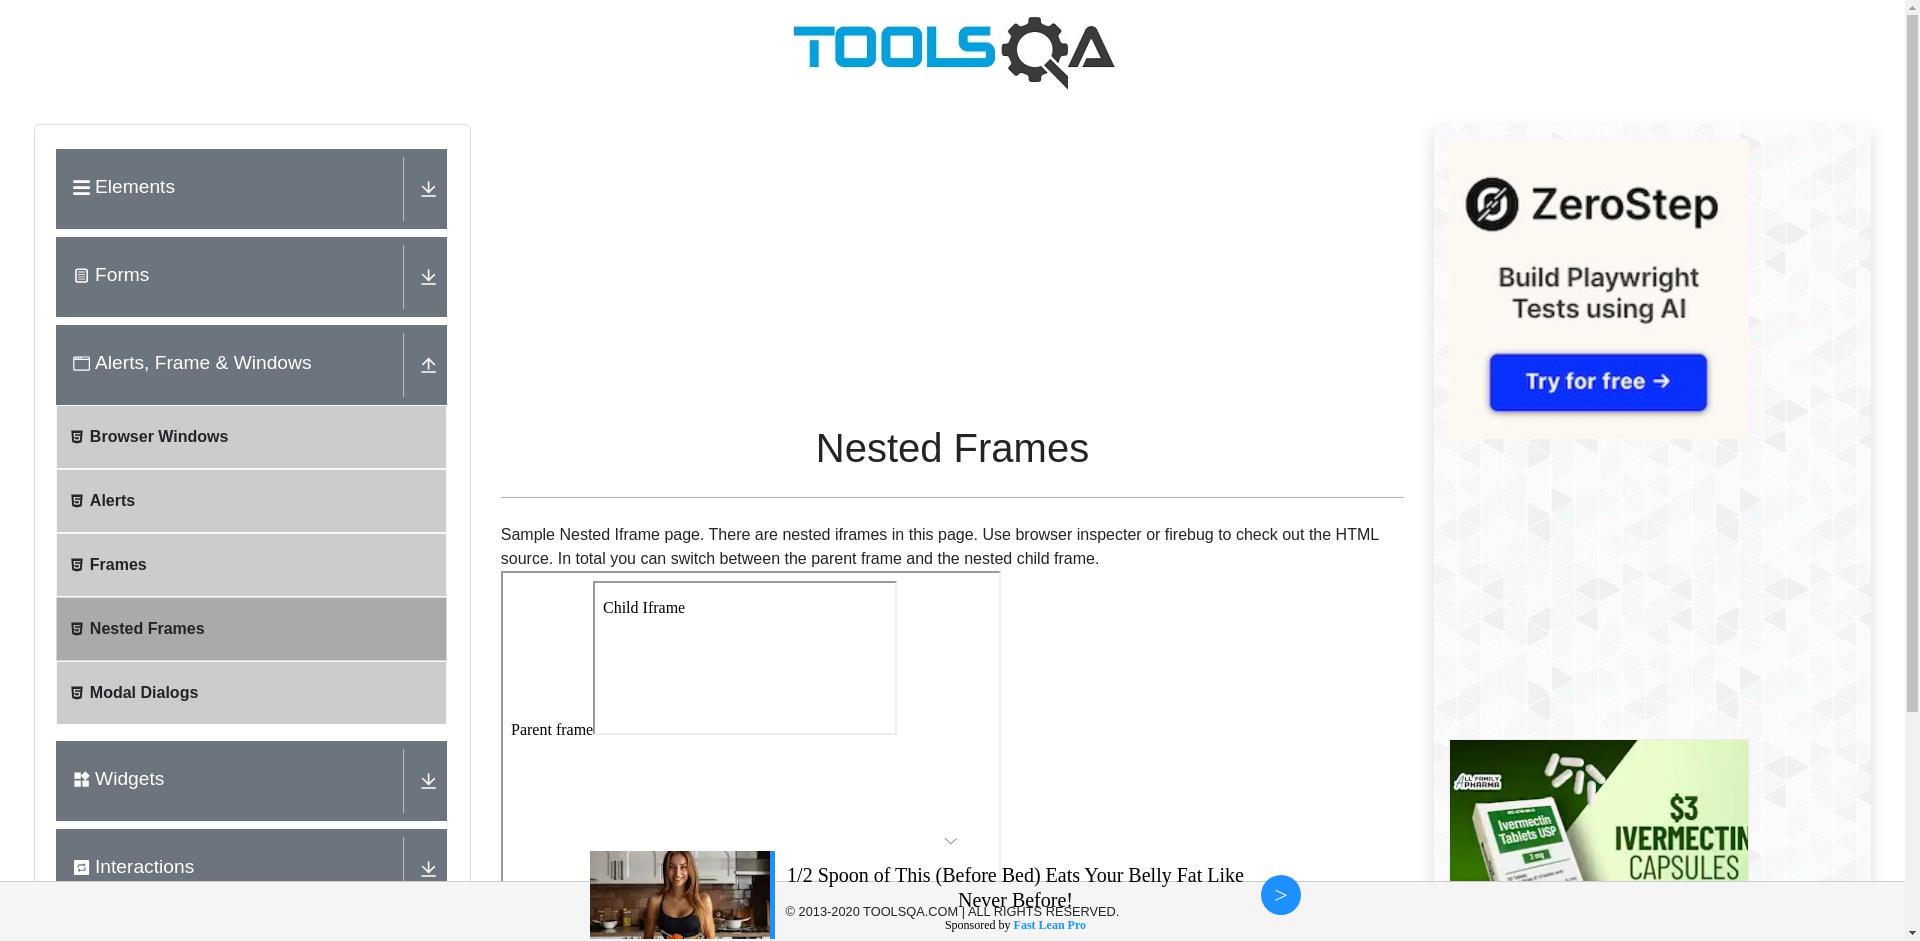 TOOLSQA
Elements
Forms
Alerts, Frame & Windows
Browser Windows
Alerts
Frames
Nested Frames
Modal Dialogs
Widgets
Interactions
Nested Frames
Sample Nested Iframe page. There are nested iframes in this page. Use browser inspecter or firebug to check out the HTML
source. In total you can switch between the parent frame and the nested child frame.
Child Iframe
Parent frame
ZeroStep
Build Playwright
Tests using AI
Try for free →
ALL FAMILY
PHARMA
Ivermectin
Tablets USP
3 mg
$3
IVERMECTIN
CAPSULES
1/2 Spoon of This (Before Bed) Eats Your Belly Fat Like
Never Before!
Sponsored by Fast Lean Pro
>
© 2013-2020 TOOLSQA.COM | ALL RIGHTS RESERVED.